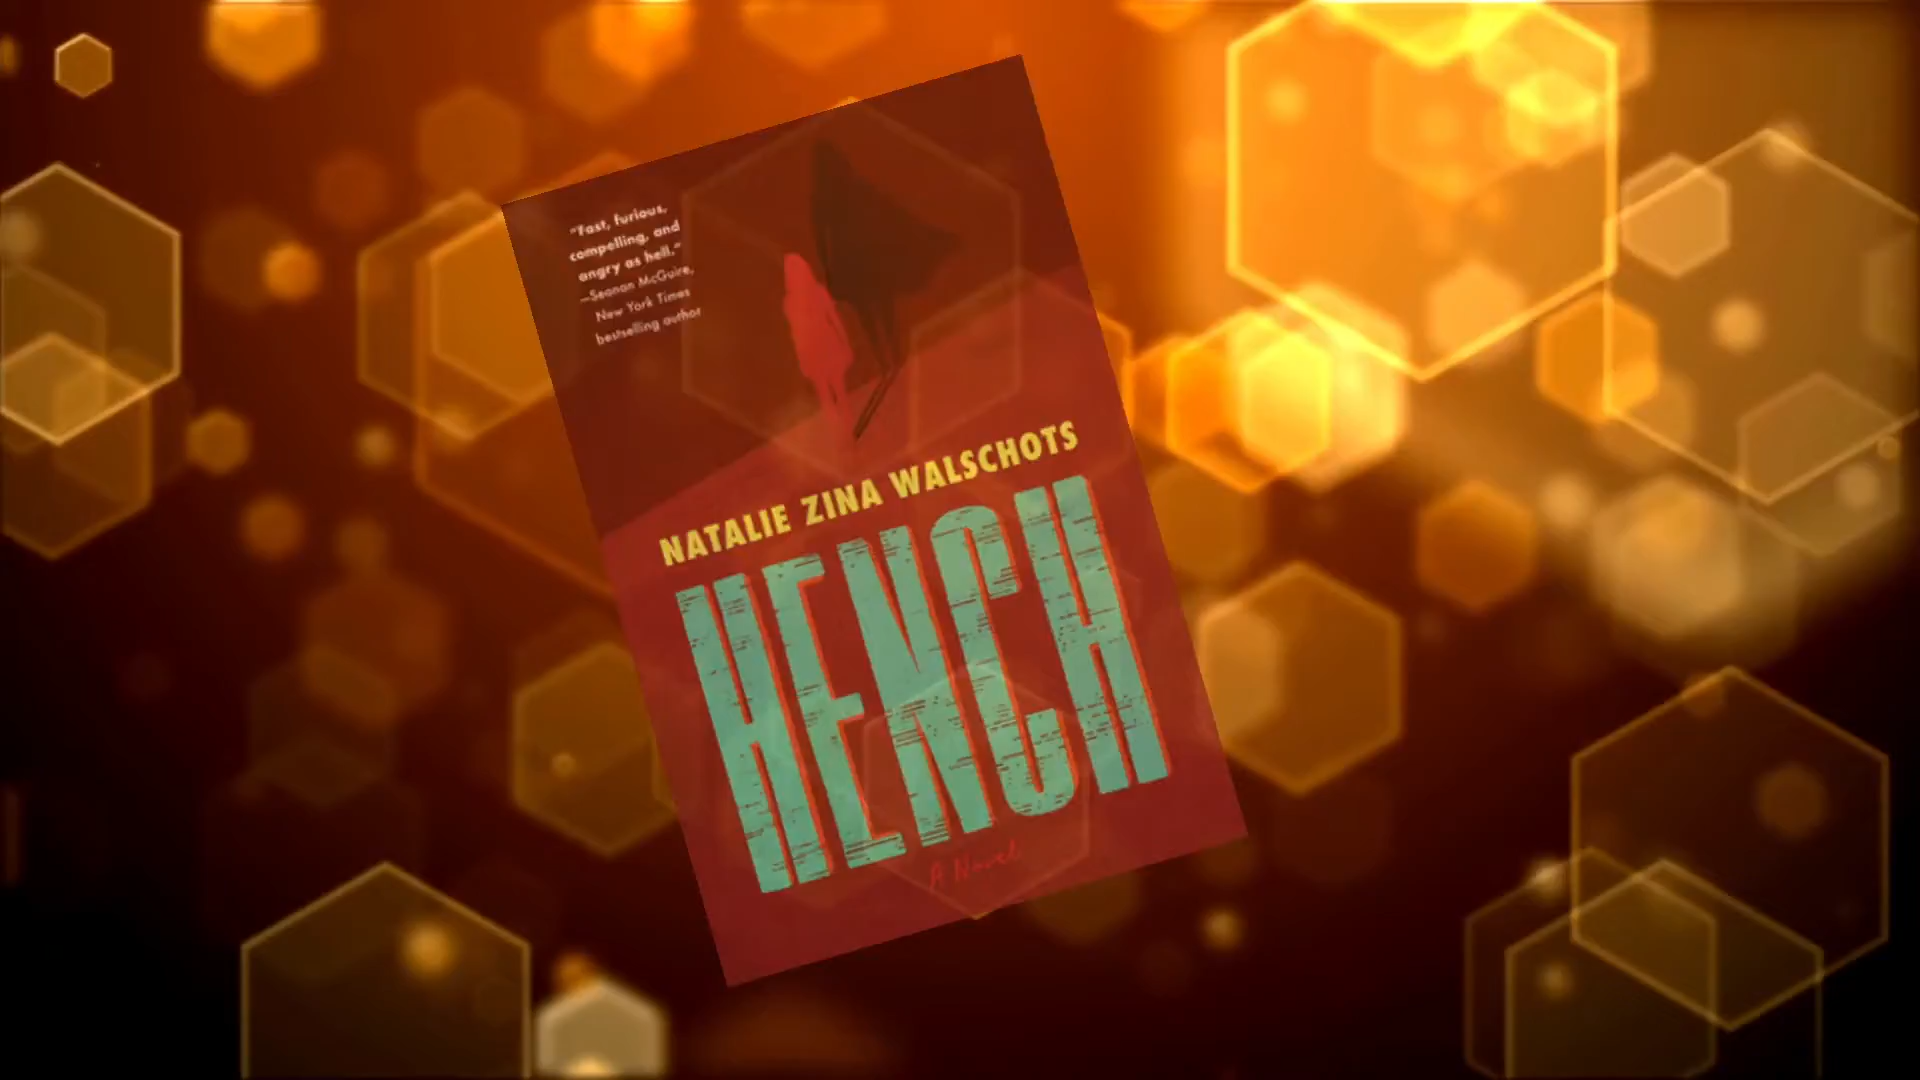 "Fast, furious,
compelling, and
angry as hell."
—Seanan McGuire,
New York Times
bestselling author
NATALIE ZINA WALSCHOTS
HENCH
A Novel